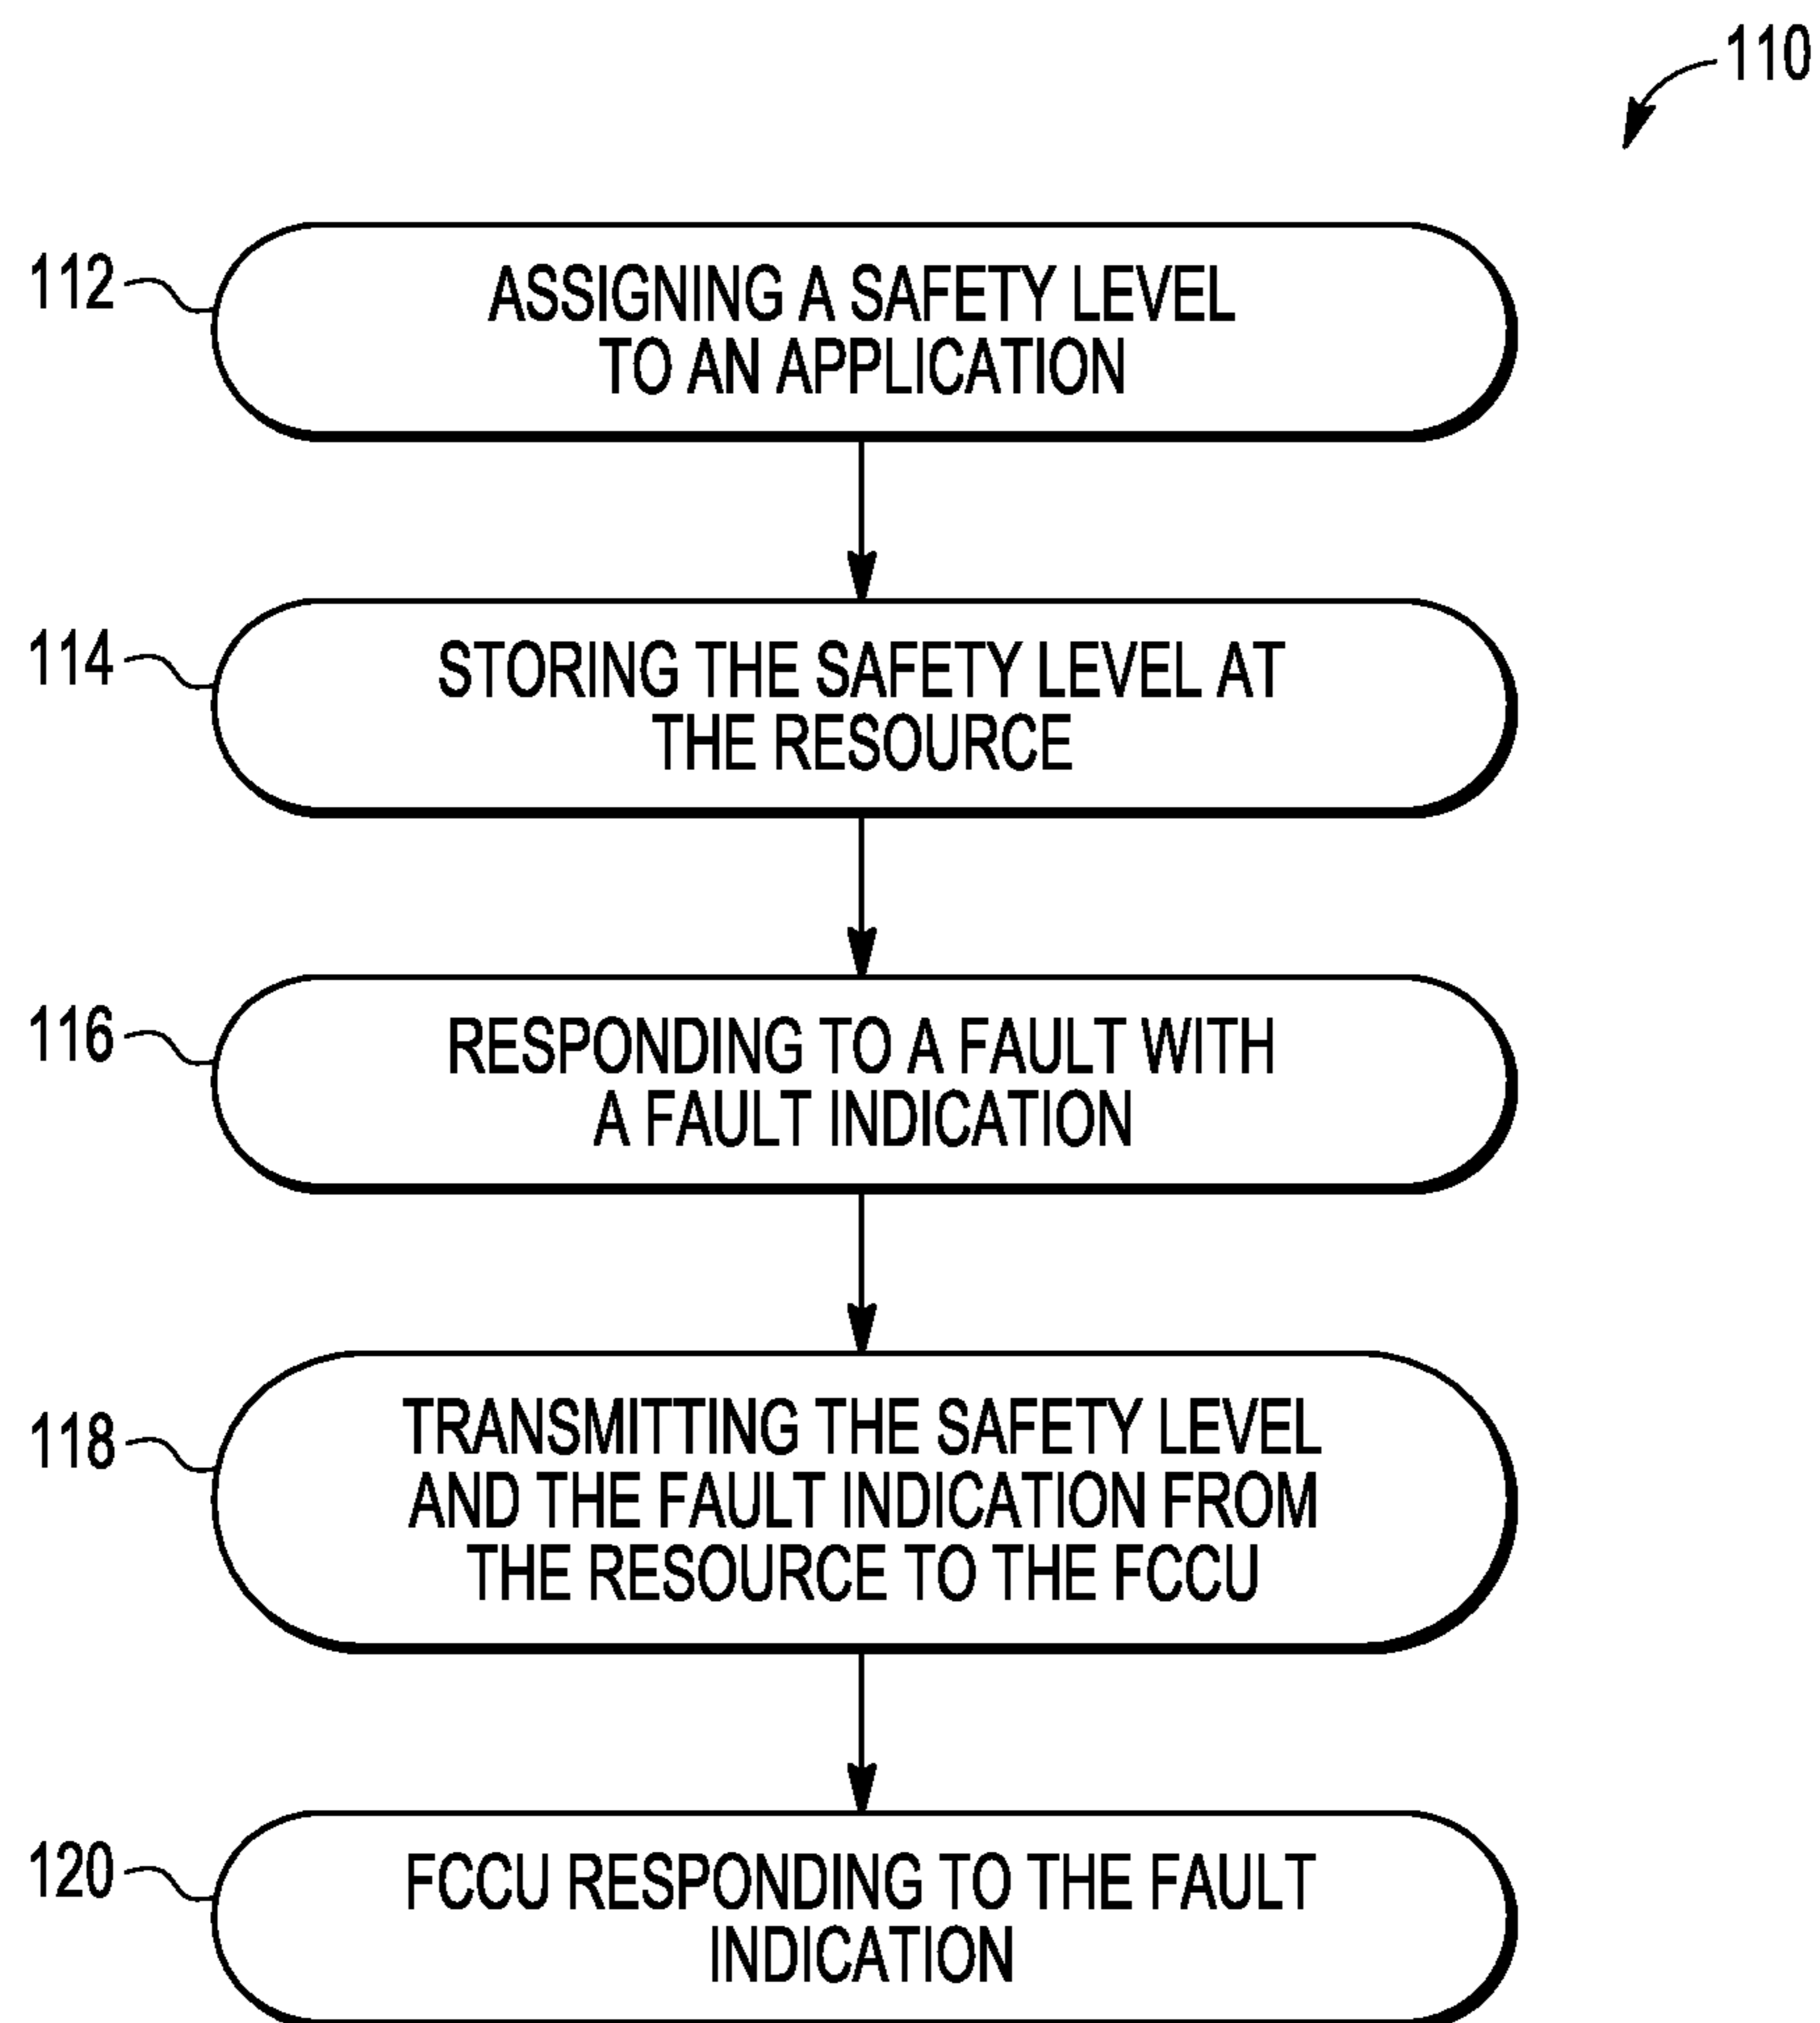 110
112
ASSIGNING A SAFETY LEVEL
TO AN APPLICATION
114
STORING THE SAFETY LEVEL AT
THE RESOURCE
116
RESPONDING TO A FAULT WITH
A FAULT INDICATION
118
TRANSMITTING THE SAFETY LEVEL
AND THE FAULT INDICATION FROM
THE RESOURCE TO THE FCCU
120
FCCU RESPONDING TO THE FAULT
INDICATION